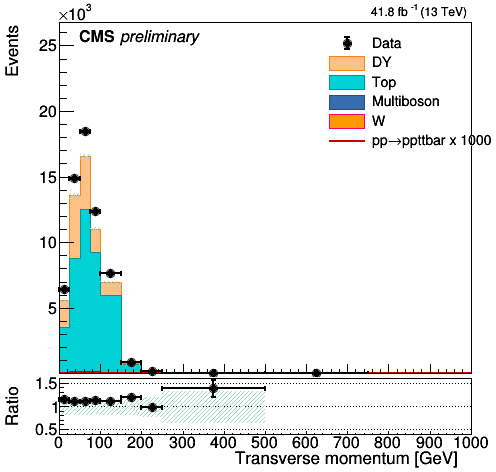 ×10³
41.8 fb⁻¹ (13 TeV)
CMS preliminary
Events
25
20
15
10
5
Data
DY
Top
Multiboson
W
pp→ppttbar x 1000
Ratio
1.5
1
0.5
0 100 200 300 400 500 600 700 800 900 1000
Transverse momentum [GeV]